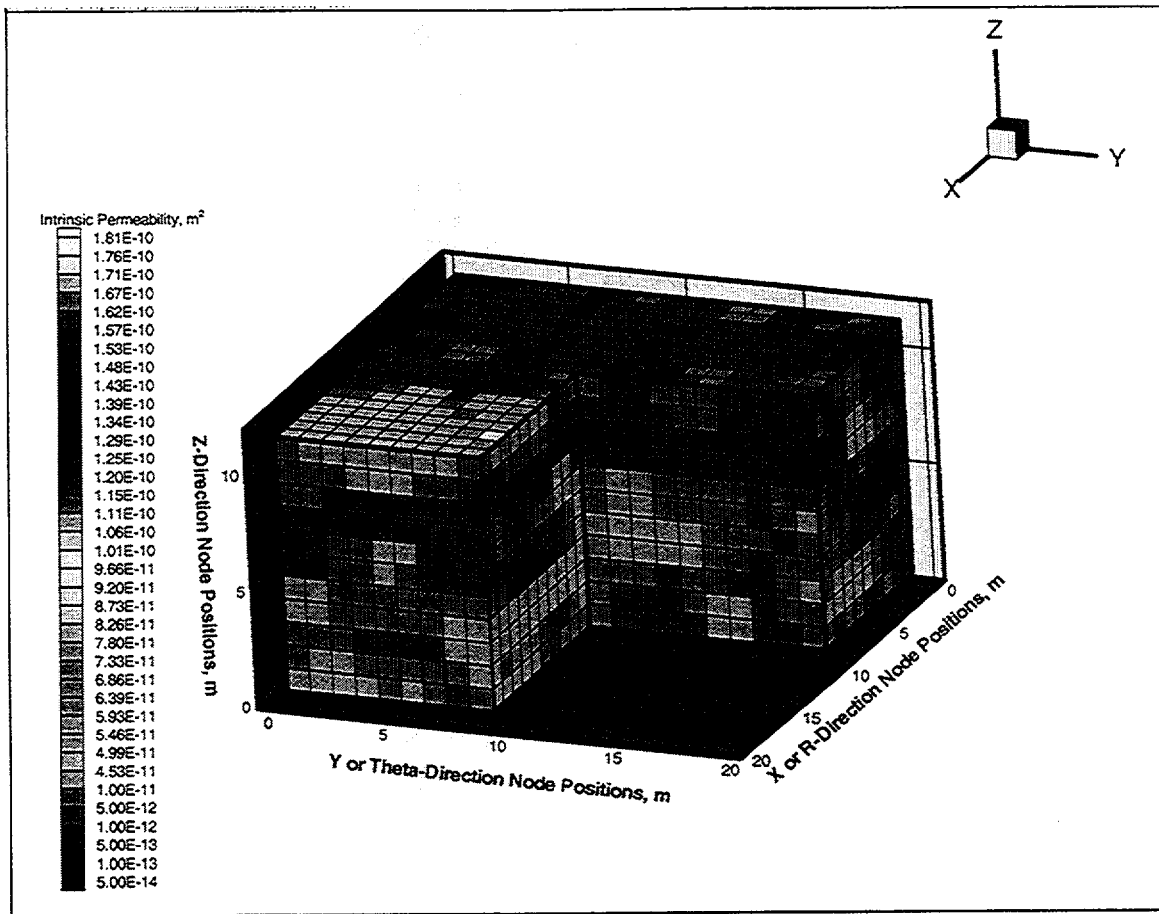 Z
Y
X
Intrinsic Permeability, m²
1.81E-10
1.76E-10
1.71E-10
1.67E-10
1.62E-10
1.57E-10
1.53E-10
1.48E-10
1.43E-10
1.39E-10
1.34E-10
1.29E-10
1.25E-10
1.20E-10
1.15E-10
1.11E-10
1.06E-10
1.01E-10
9.66E-11
9.20E-11
8.73E-11
8.26E-11
7.80E-11
7.33E-11
6.86E-11
6.39E-11
5.93E-11
5.46E-11
4.99E-11
4.53E-11
1.00E-11
5.00E-12
1.00E-12
5.00E-13
1.00E-13
5.00E-14
Z-Direction Node Positions, m
10
5
0
0
5
10
15
20
Y or Theta-Direction Node Positions, m
20
15
10
5
0
X or R-Direction Node Positions, m